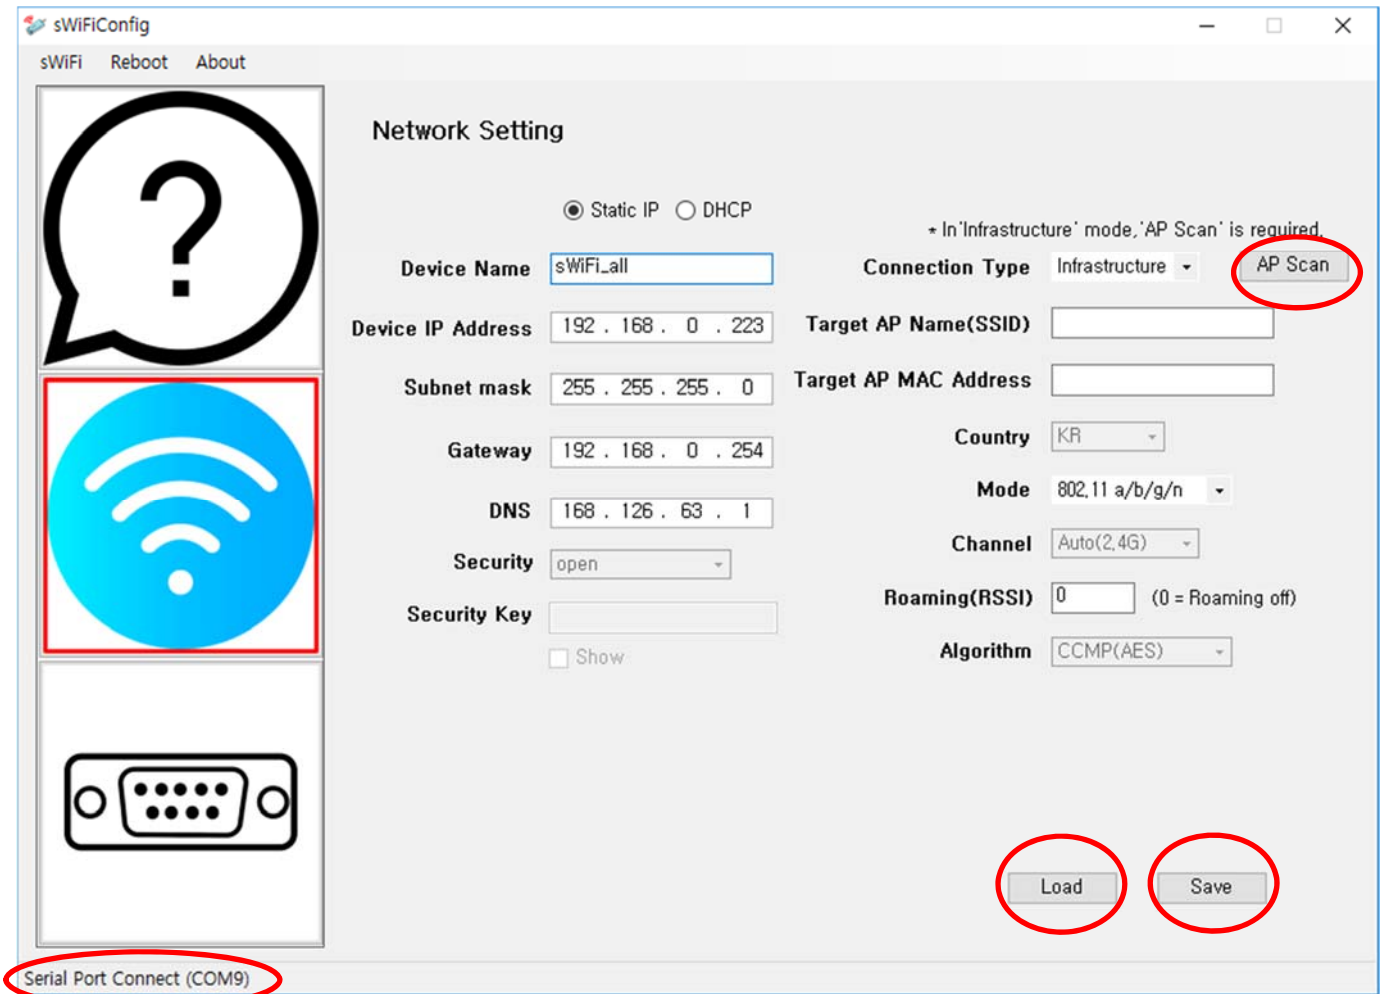 sWiFiConfig
sWiFi Reboot About
Network Setting
Static IP DHCP
* In'Infrastructure' mode,'AP Scan' is required.
Device Name sWiFi_all
Connection Type Infrastructure AP Scan
Device IP Address 192 . 168 . 0 . 223
Target AP Name(SSID)
Subnet mask 255 . 255 . 255 . 0
Target AP MAC Address
Gateway 192 . 168 . 0 . 254
Country KR
DNS 168 . 126 . 63 . 1
Mode 802.11 a/b/g/n
Security open
Channel Auto(2.4G)
Security Key
Roaming(RSSI) 0 (0 = Roaming off)
Show
Algorithm CCMP(AES)
Load Save
Serial Port Connect (COM9)